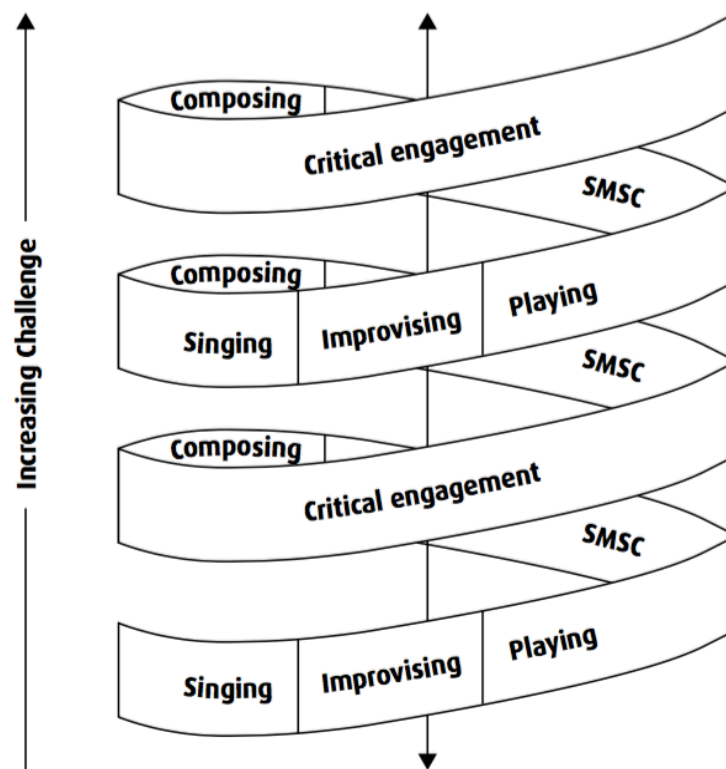 Composing
Critical engagement
SMSC
Composing
Singing
Improvising
Playing
SMSC
Composing
Critical engagement
SMSC
Singing
Improvising
Playing
Increasing Challenge